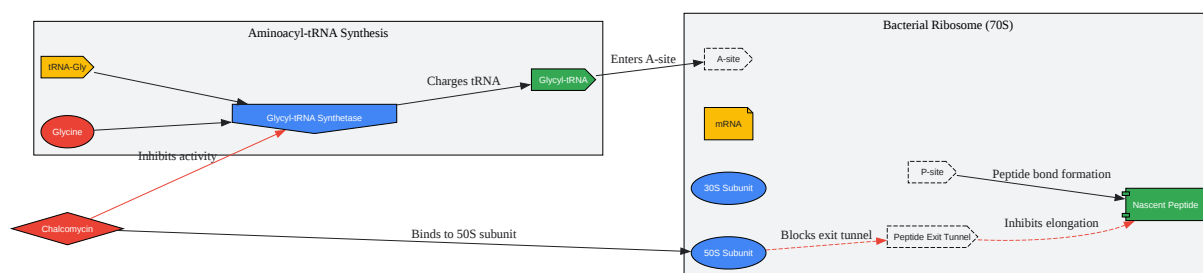 Aminoacyl-tRNA Synthesis
tRNA-Gly
Glycine
Glycyl-tRNA Synthetase
Charges tRNA
Glycyl-tRNA
Inhibits activity
Chalcomycin
Binds to 50S subunit
Enters A-site
Bacterial Ribosome (70S)
A-site
mRNA
30S Subunit
50S Subunit
P-site
Peptide bond formation
Blocks exit tunnel
Peptide Exit Tunnel
Inhibits elongation
Nascent Peptide